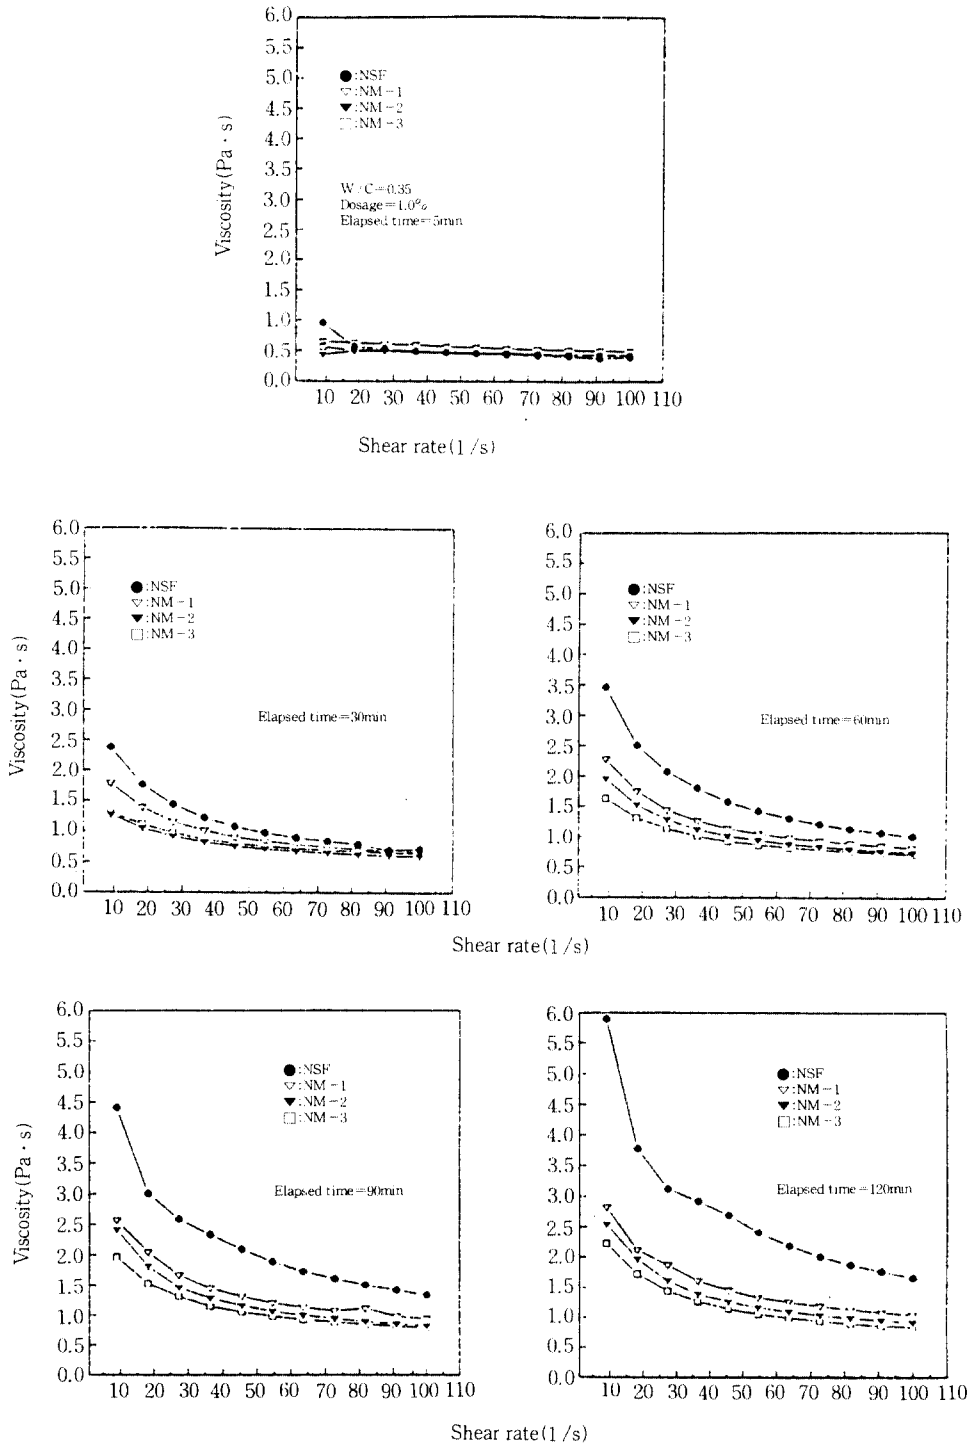 6.0
5.5
5.0
4.5
4.0
3.5
3.0
2.5
2.0
1.5
1.0
0.5
0.0
Viscosity(Pa·s)
●:NSF
▽:NM-1
▼:NM-2
□:NM-3
W/C=0.35
Dosage=1.0%
Elapsed time=5min
10 20 30 40 50 60 70 80 90 100 110
Shear rate(1/s)
6.0
5.5
5.0
4.5
4.0
3.5
3.0
2.5
2.0
1.5
1.0
0.5
0.0
Viscosity(Pa·s)
●:NSF
▽:NM-1
▼:NM-2
□:NM-3
Elapsed time=30min
10 20 30 40 50 60 70 80 90 100 110
6.0
5.5
5.0
4.5
4.0
3.5
3.0
2.5
2.0
1.5
1.0
0.5
0.0
●:NSF
▽:NM-1
▼:NM-2
□:NM-3
Elapsed time=60min
10 20 30 40 50 60 70 80 90 100 110
Shear rate(1/s)
6.0
5.5
5.0
4.5
4.0
3.5
3.0
2.5
2.0
1.5
1.0
0.5
0.0
Viscosity(Pa·s)
●:NSF
▽:NM-1
▼:NM-2
□:NM-3
Elapsed time=90min
10 20 30 40 50 60 70 80 90 100 110
6.0
5.5
5.0
4.5
4.0
3.5
3.0
2.5
2.0
1.5
1.0
0.5
0.0
●:NSF
▽:NM-1
▼:NM-2
□:NM-3
Elapsed time=120min
10 20 30 40 50 60 70 80 90 100 110
Shear rate(1/s)